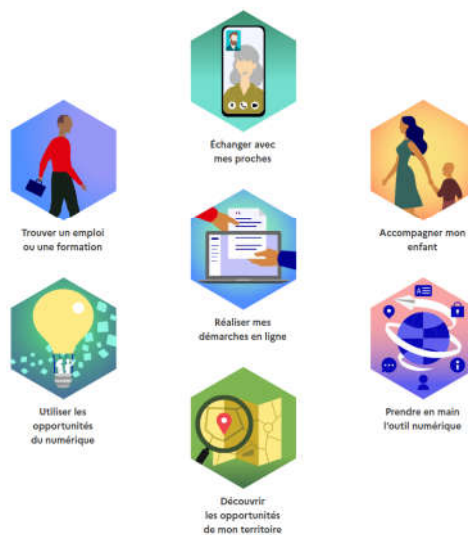 Échanger avec
mes proches
Trouver un emploi
ou une formation
Accompagner mon
enfant
Réaliser mes
démarches en ligne
Utiliser les
opportunités
du numérique
Prendre en main
l'outil numérique
Découvrir
les opportunités
de mon territoire